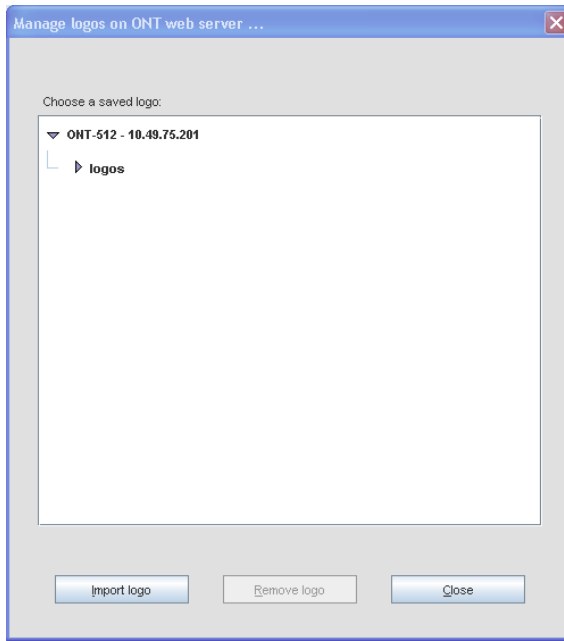 Manage logos on ONT web server ...
Choose a saved logo:
ONT-512 - 10.49.75.201
logos
Import logo
Remove logo
Close